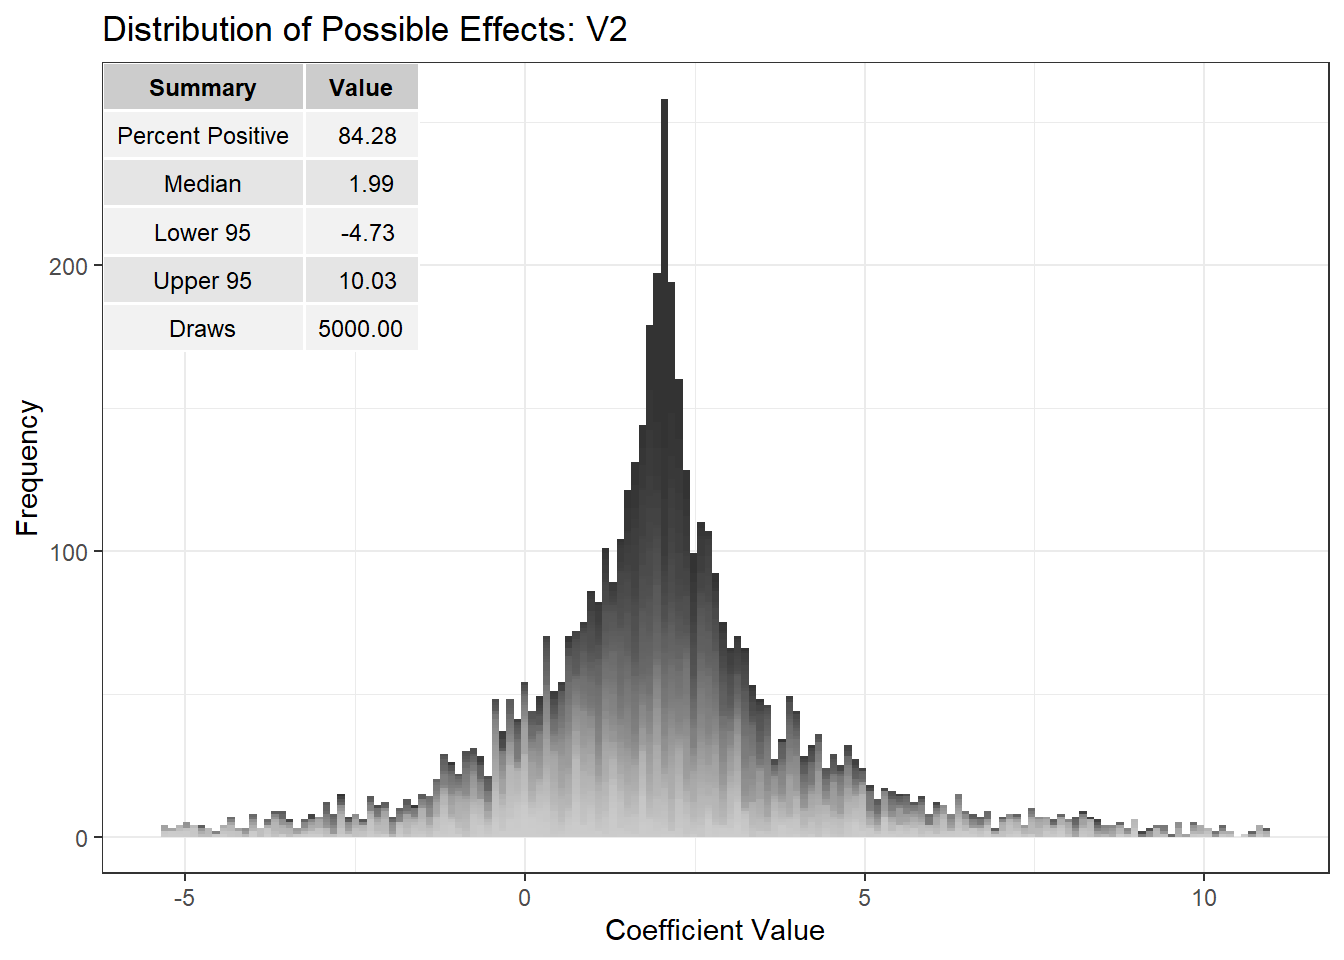 Distribution of Possible Effects: V2
Summary Value
Percent Positive 84.28
Median 1.99
Lower 95 -4.73
Upper 95 10.03
Draws 5000.00
Frequency
200
100
0
-5 0 5 10
Coefficient Value